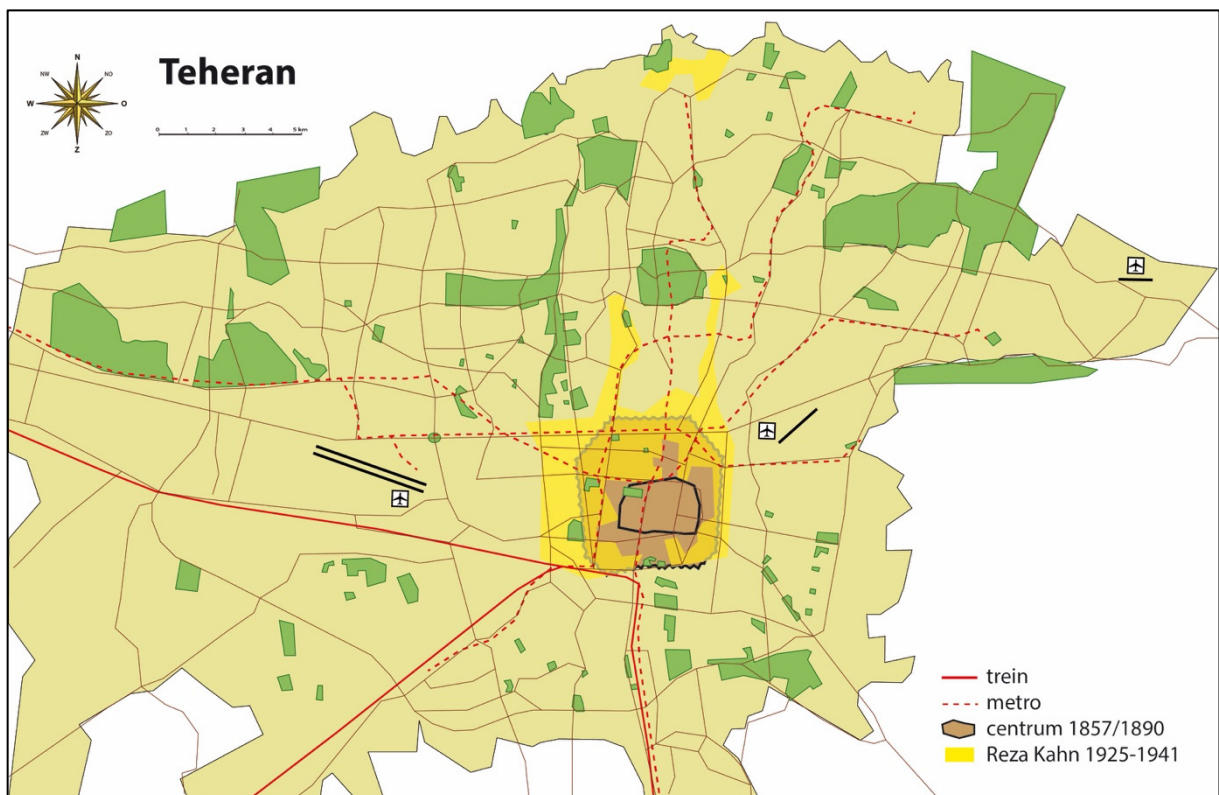 Teheran
N
NW
NO
W
O
ZW
ZO
Z
0 1 2 3 4 5 km
trein
metro
centrum 1857/1890
Reza Kahn 1925-1941